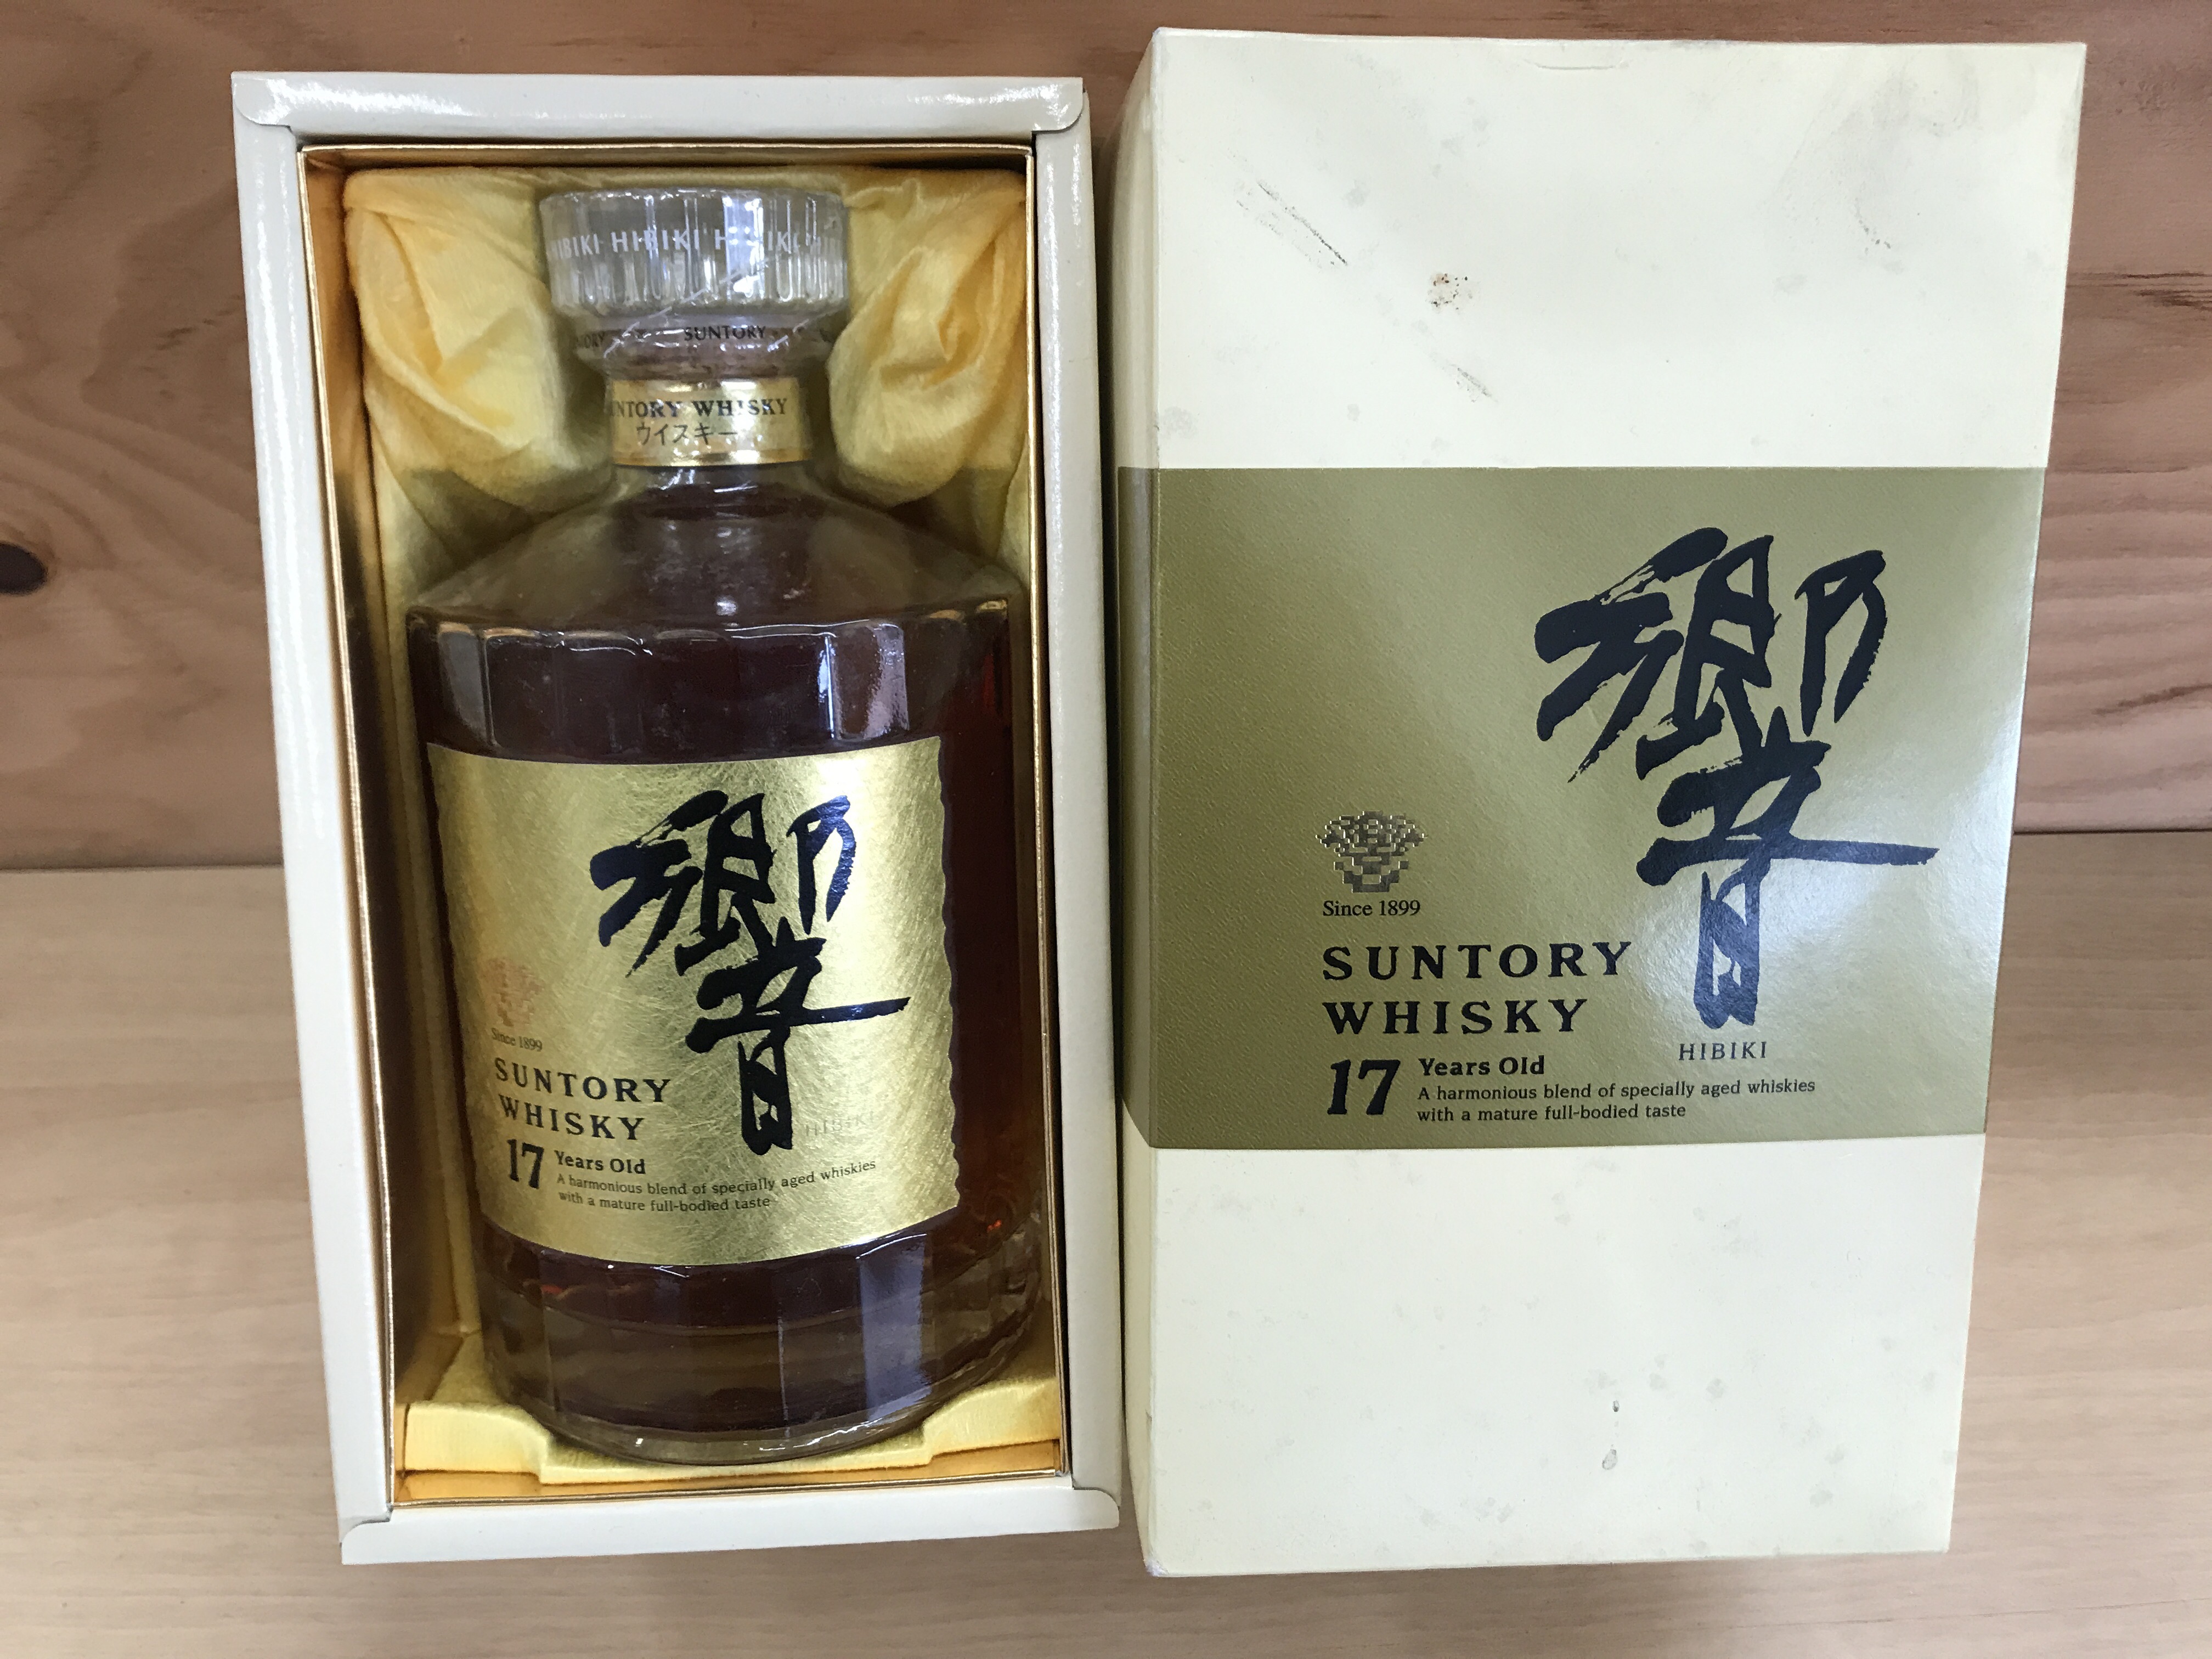 HIBIKI HIBIKI
SUNTORY
SUNTORY WHISKY
ウイスキー
響
Since 1899
SUNTORY
WHISKY
HIBIKI
17 Years Old
A harmonious blend of specially aged whiskies
with a mature full-bodied taste
響
Since 1899
SUNTORY
WHISKY
HIBIKI
17 Years Old
A harmonious blend of specially aged whiskies
with a mature full-bodied taste